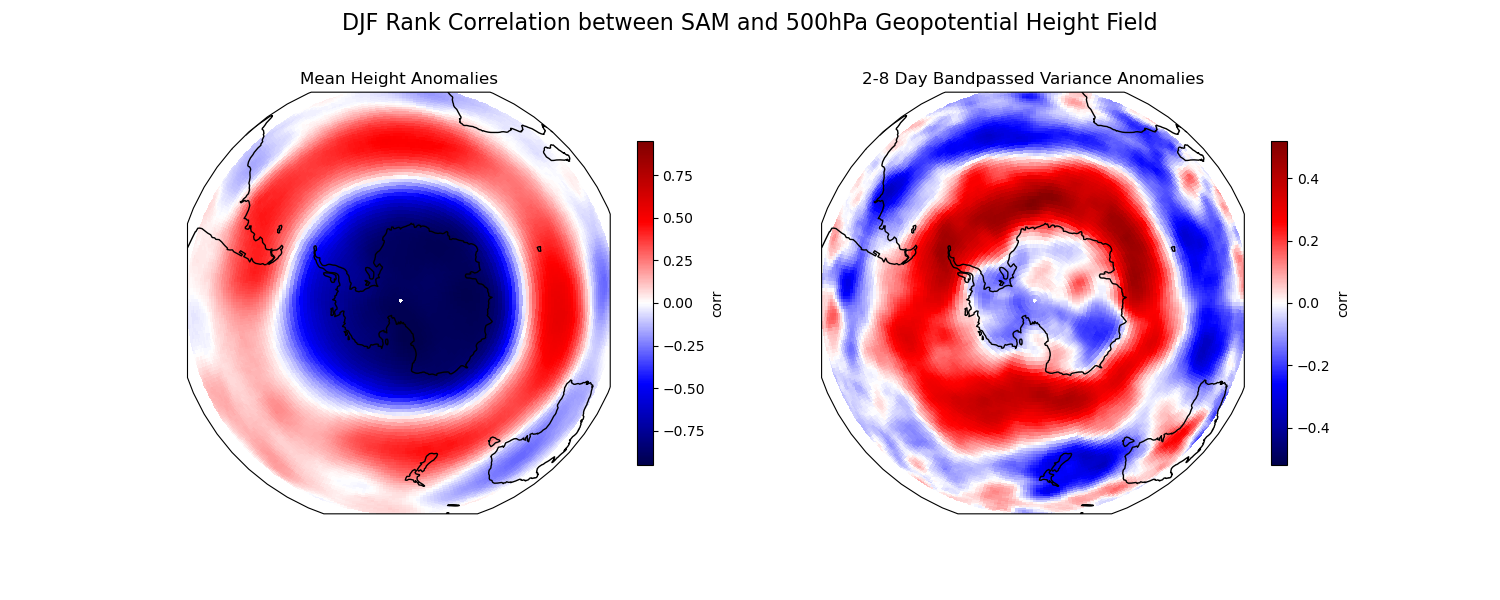 DJF Rank Correlation between SAM and 500hPa Geopotential Height Field
Mean Height Anomalies
0.75
0.50
0.25
0.00
−0.25
−0.50
−0.75
corr
2-8 Day Bandpassed Variance Anomalies
0.4
0.2
0.0
−0.2
−0.4
corr